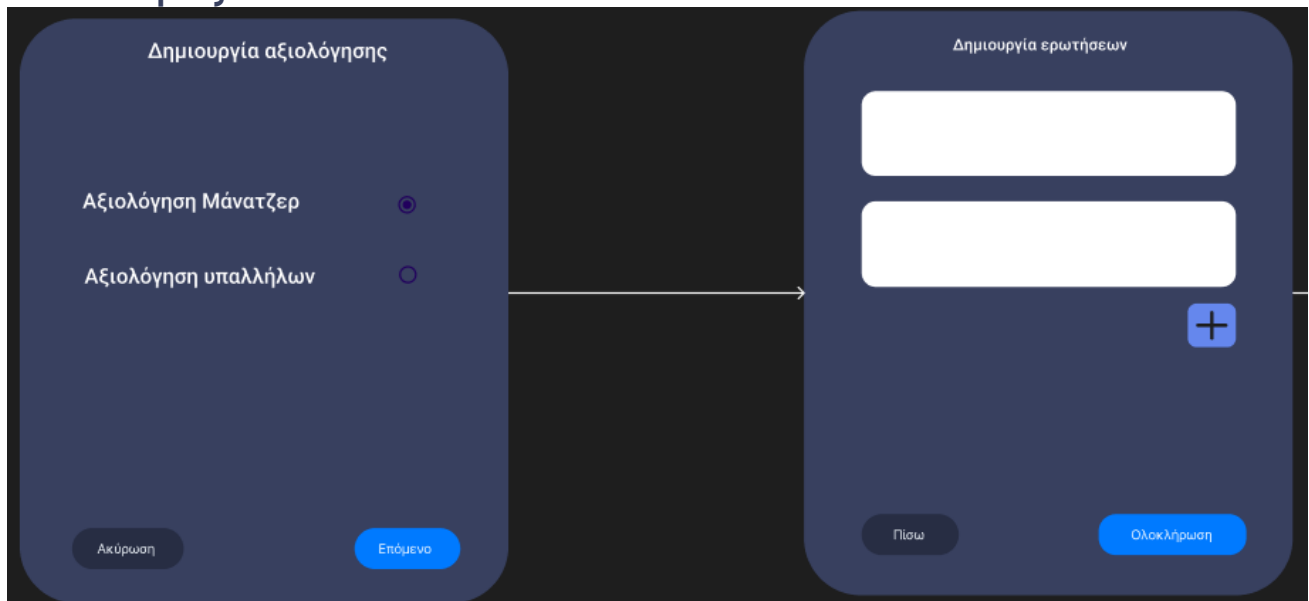 Δημιουργία αξιολόγησης
Αξιολόγηση Μάνατζερ
Αξιολόγηση υπαλλήλων
Ακύρωση
Επόμενο
Δημιουργία ερωτήσεων
Πίσω
Ολοκλήρωση